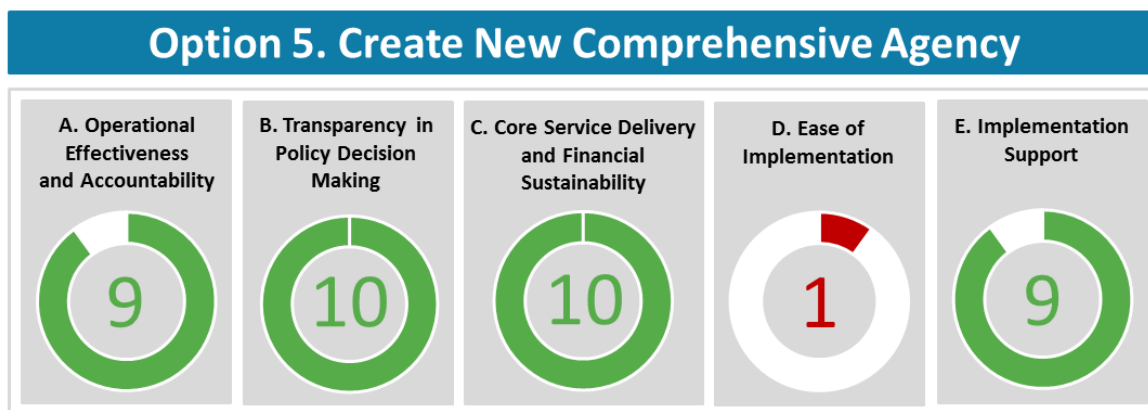 Option 5. Create New Comprehensive Agency
A. Operational
Effectiveness
and Accountability
9
B. Transparency in
Policy Decision
Making
10
C. Core Service Delivery
and Financial
Sustainability
10
D. Ease of
Implementation
1
E. Implementation
Support
9